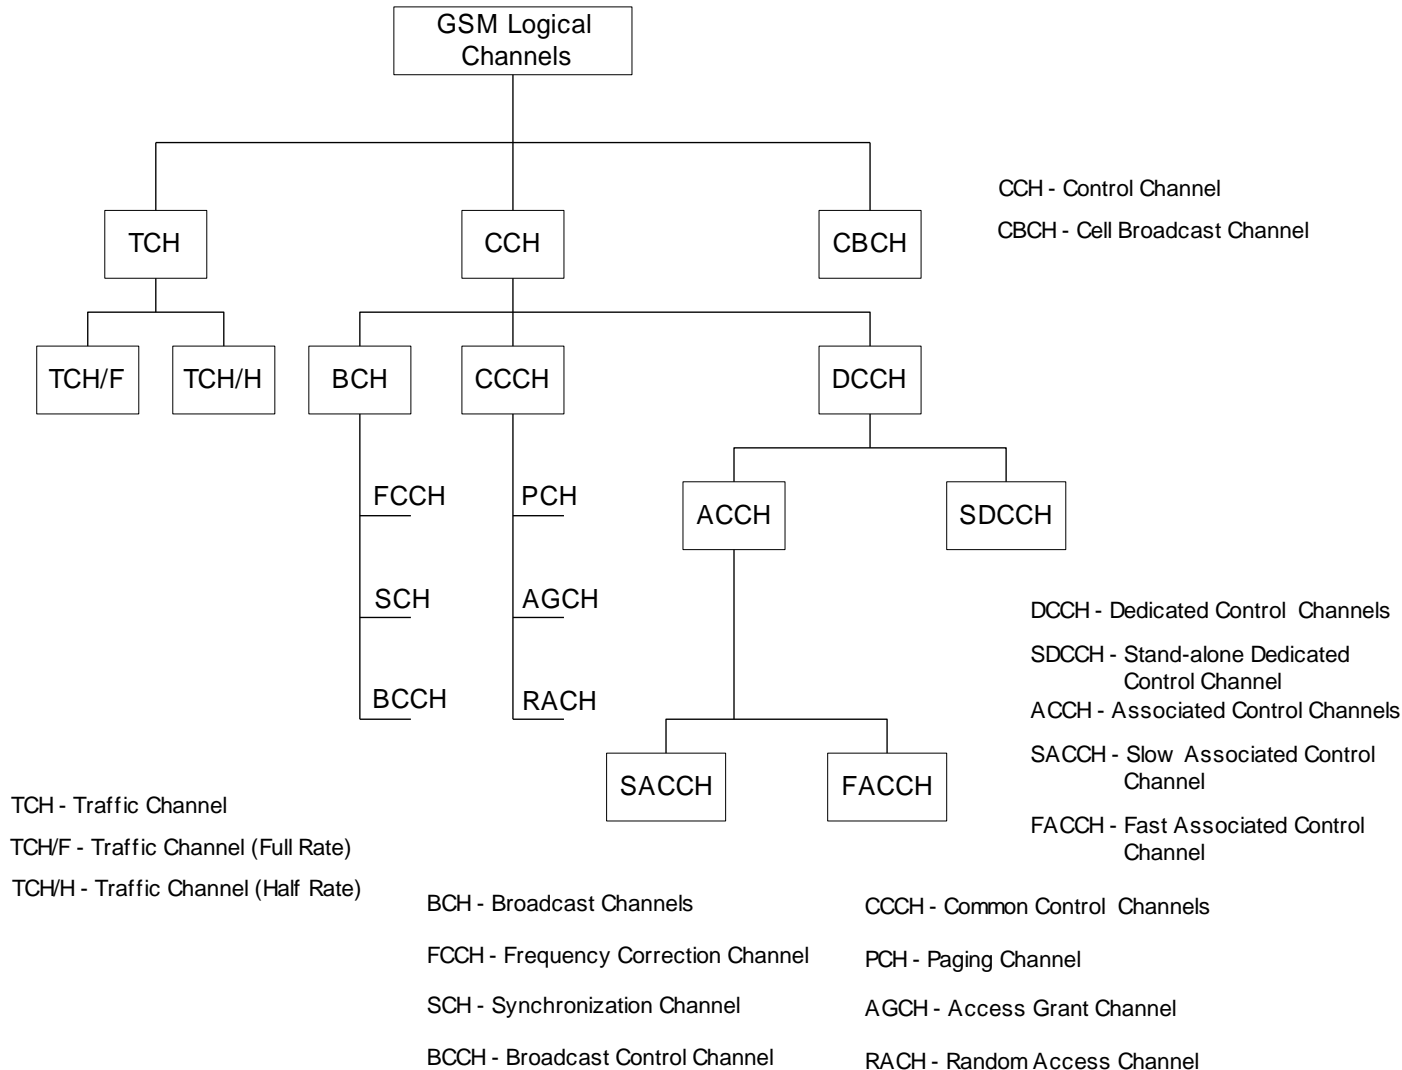 GSM Logical
Channels
CCH - Control Channel
CBCH - Cell Broadcast Channel
TCH
CCH
CBCH
TCH/F
TCH/H
BCH
CCCH
DCCH
FCCH
PCH
ACCH
SDCCH
SCH
AGCH
BCCH
RACH
SACCH
FACCH
DCCH - Dedicated Control Channels
SDCCH - Stand-alone Dedicated
Control Channel
ACCH - Associated Control Channels
SACCH - Slow Associated Control
Channel
FACCH - Fast Associated Control
Channel
TCH - Traffic Channel
TCH/F - Traffic Channel (Full Rate)
TCH/H - Traffic Channel (Half Rate)
BCH - Broadcast Channels
FCCH - Frequency Correction Channel
SCH - Synchronization Channel
BCCH - Broadcast Control Channel
CCCH - Common Control Channels
PCH - Paging Channel
AGCH - Access Grant Channel
RACH - Random Access Channel